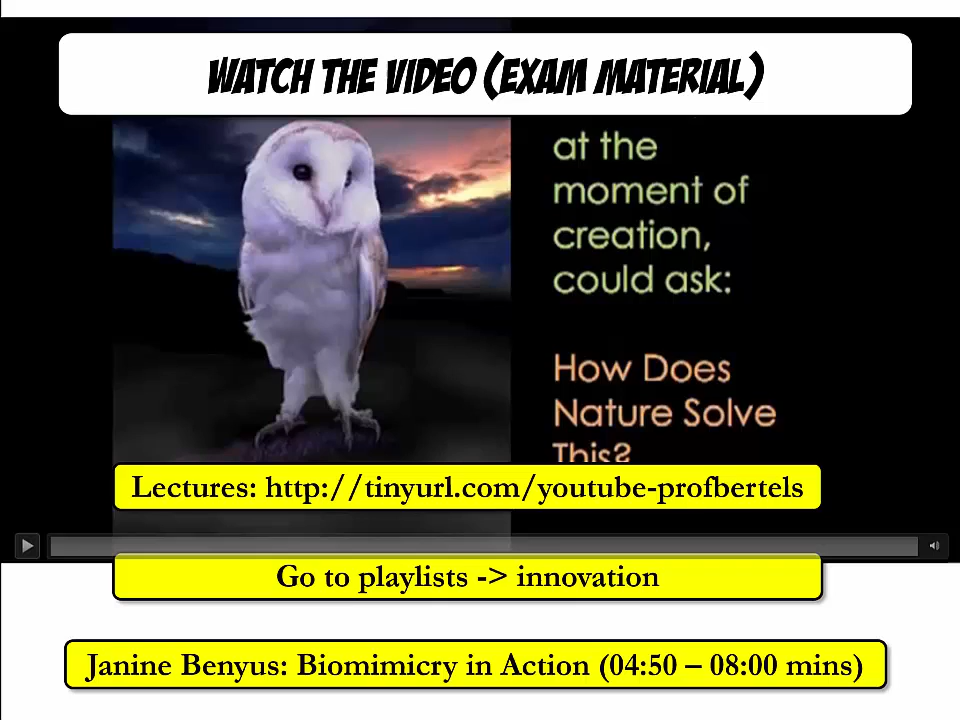 WATCH THE VIDEO (EXAM MATERIAL)
at the
moment of
creation,
could ask:
How Does
Nature Solve
This?
Lectures: http://tinyurl.com/youtube-profbertels
Go to playlists -> innovation
Janine Benyus: Biomimicry in Action (04:50 – 08:00 mins)